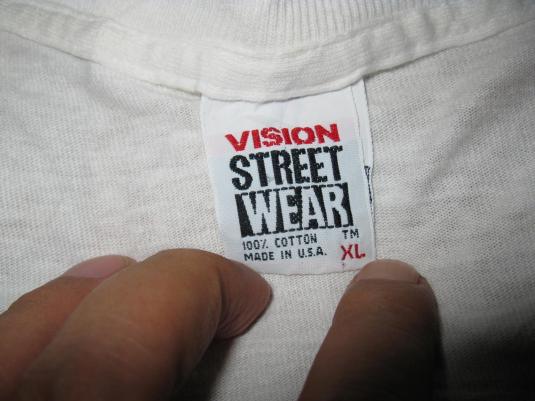 VISION
STREET
WEAR
TM
100% COTTON
MADE IN U.S.A. XL